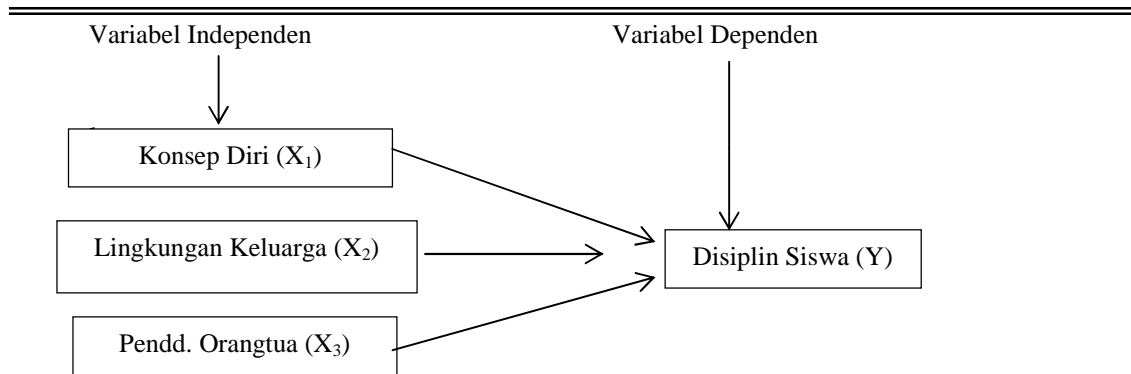 Variabel Independen
Variabel Dependen
Konsep Diri (X₁)
Lingkungan Keluarga (X₂)
Disiplin Siswa (Y)
Pendd. Orangtua (X₃)